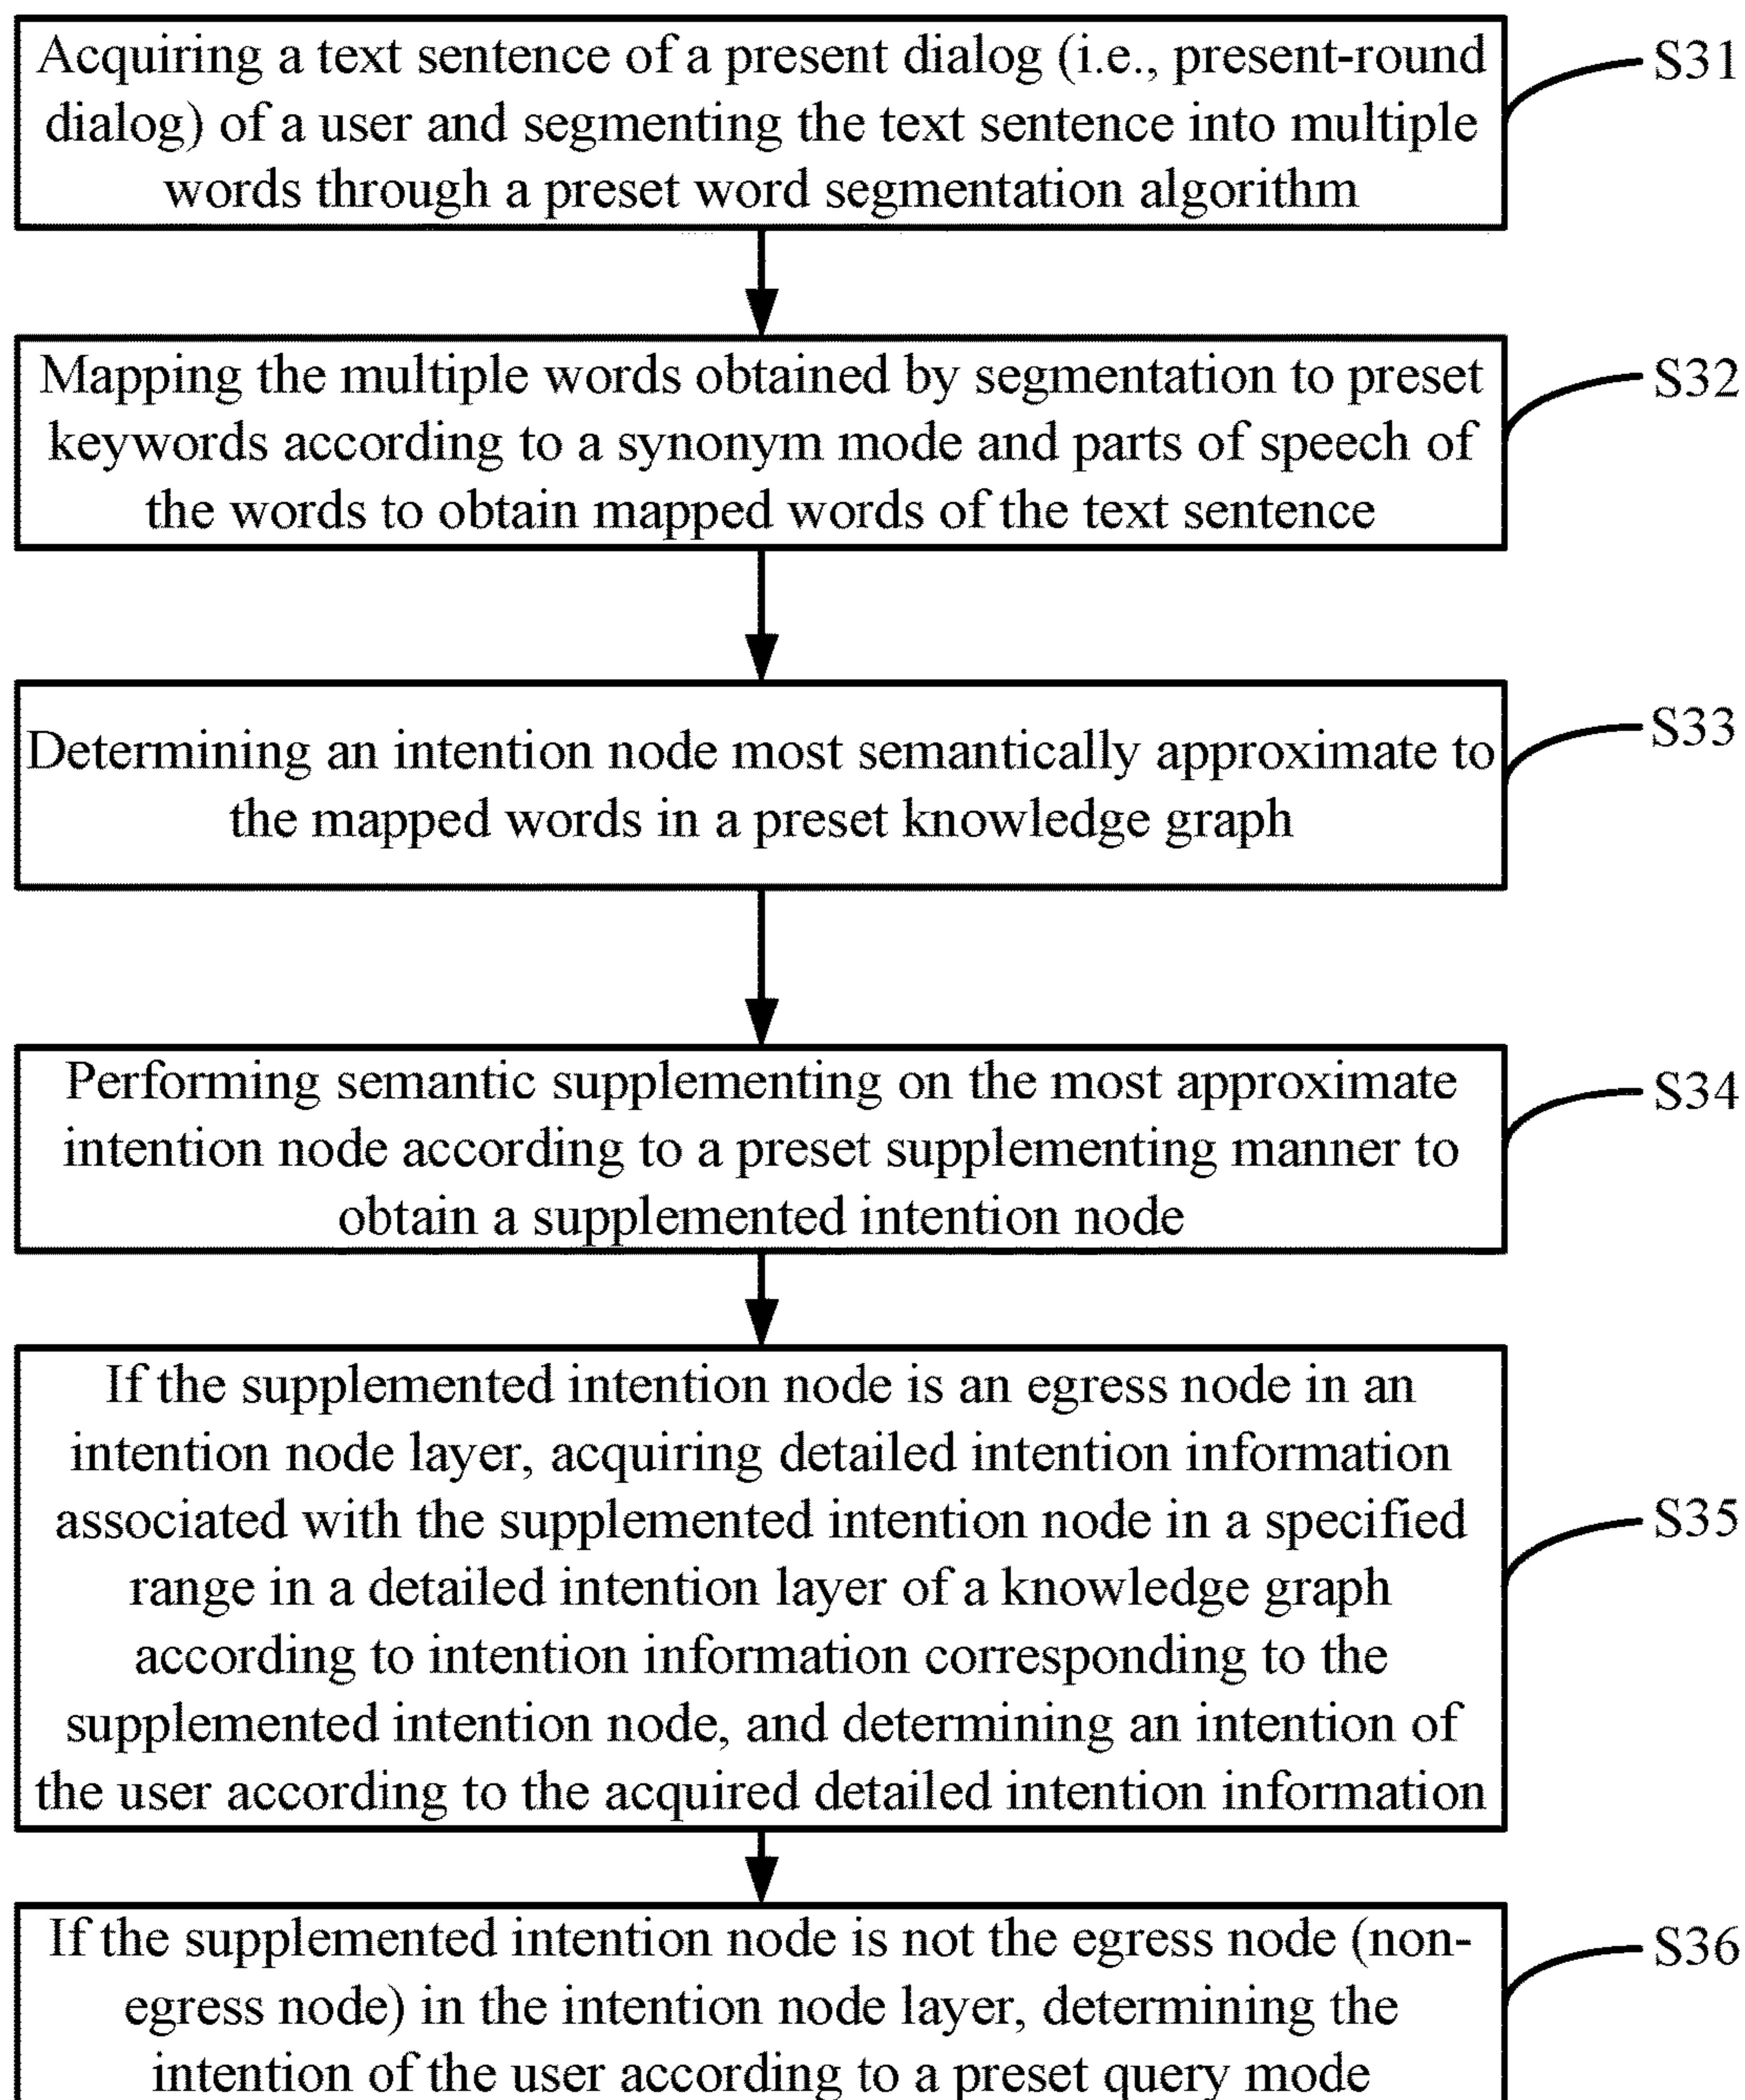 Acquiring a text sentence of a present dialog (i.e., present-round
dialog) of a user and segmenting the text sentence into multiple
words through a preset word segmentation algorithm
S31
Mapping the multiple words obtained by segmentation to preset
keywords according to a synonym mode and parts of speech of
the words to obtain mapped words of the text sentence
S32
Determining an intention node most semantically approximate to
the mapped words in a preset knowledge graph
S33
Performing semantic supplementing on the most approximate
intention node according to a preset supplementing manner to
obtain a supplemented intention node
S34
If the supplemented intention node is an egress node in an
intention node layer, acquiring detailed intention information
associated with the supplemented intention node in a specified
range in a detailed intention layer of a knowledge graph
according to intention information corresponding to the
supplemented intention node, and determining an intention of
the user according to the acquired detailed intention information
S35
If the supplemented intention node is not the egress node (non-
egress node) in the intention node layer, determining the
intention of the user according to a preset query mode
S36